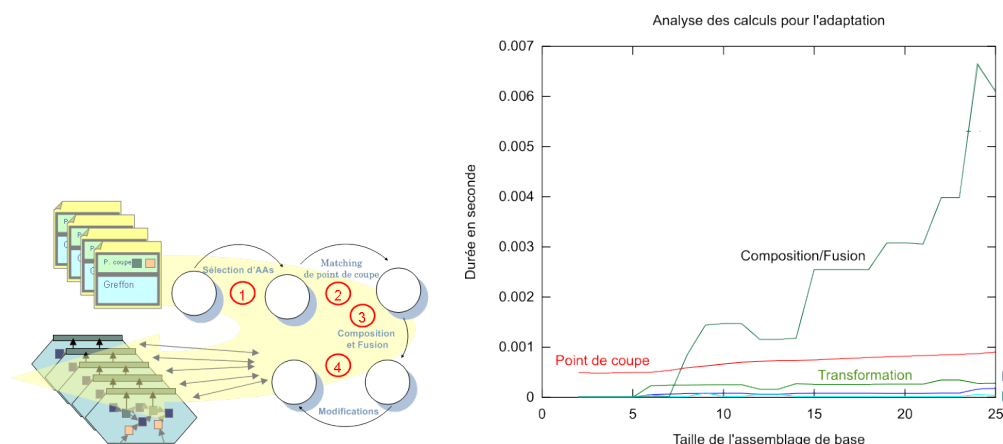 P.
P.
P.
P. coupe
Greffon
Sélection d'AAs
Matching
de point de coupe
1
2
3
Composition
et Fusion
4
Modifications
Analyse des calculs pour l'adaptation
Durée en seconde
0.007
0.006
0.005
0.004
0.003
0.002
0.001
0
Composition/Fusion
Point de coupe
Transformation
0
5
10
15
20
25
Taille de l'assemblage de base